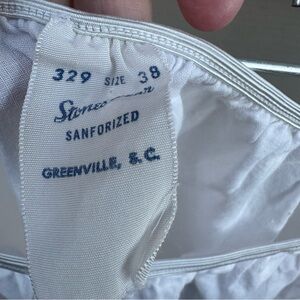 329 SIZE 38
SANFORIZED
GREENVILLE, S. C.